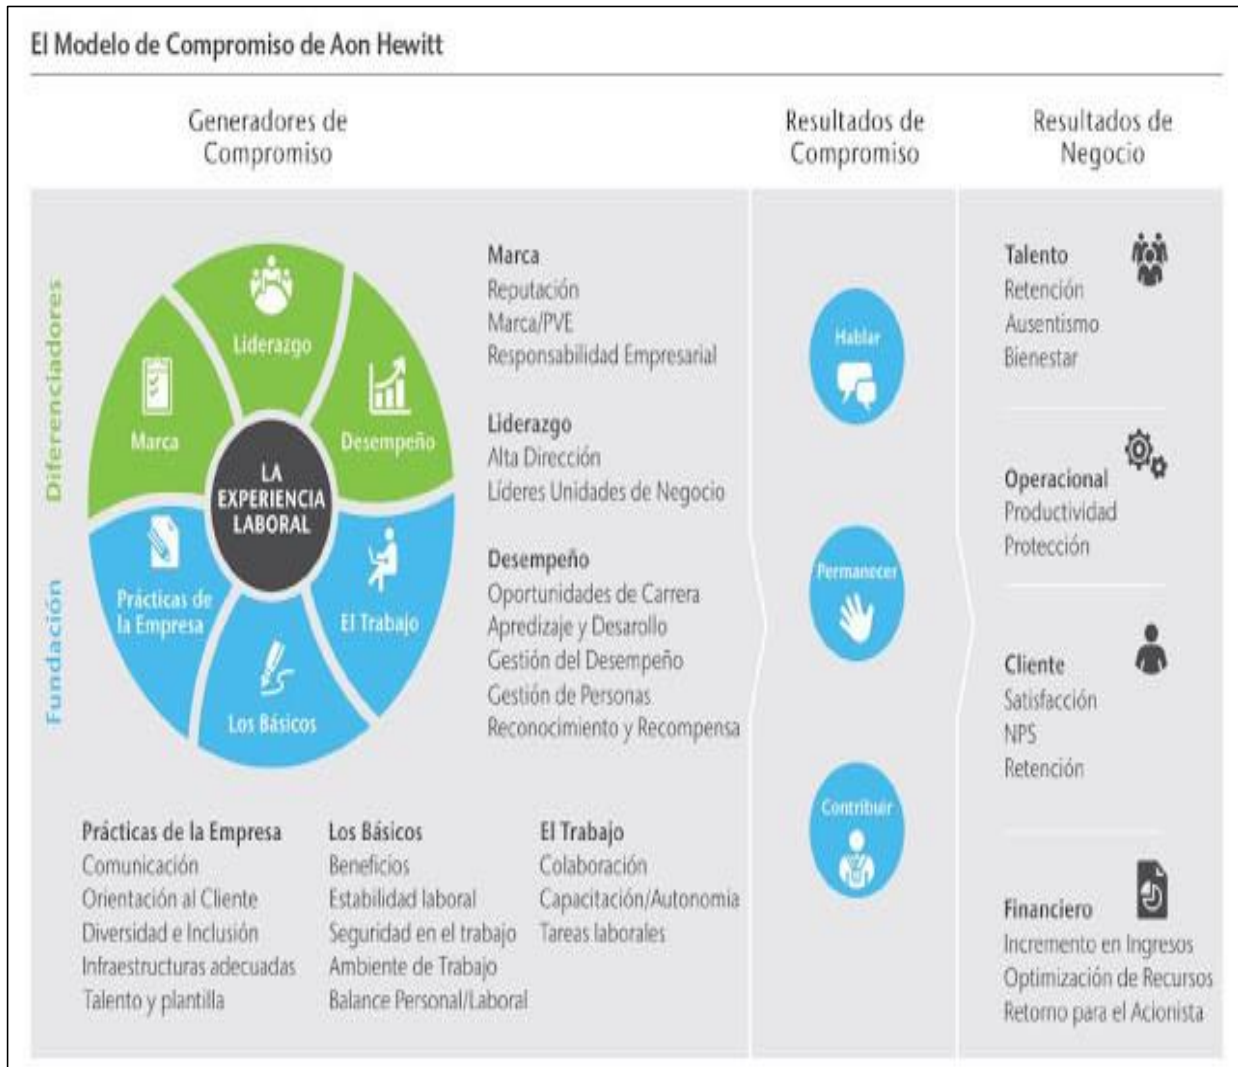 El Modelo de Compromiso de Aon Hewitt
Generadores de
Compromiso
Resultados de
Compromiso
Resultados de
Negocio
Diferenciadores
Fundación
Liderazgo
Marca
Desempeño
LA
EXPERIENCIA
LABORAL
Prácticas de
la Empresa
El Trabajo
Los Básicos
Marca
Reputación
Marca/PVE
Responsabilidad Empresarial
Liderazgo
Alta Dirección
Líderes Unidades de Negocio
Desempeño
Oportunidades de Carrera
Apredizaje y Desarollo
Gestión del Desempeño
Gestión de Personas
Reconocimiento y Recompensa
Prácticas de la Empresa
Comunicación
Orientación al Cliente
Diversidad e Inclusión
Infraestructuras adecuadas
Talento y plantilla
Los Básicos
Beneficios
Estabilidad laboral
Seguridad en el trabajo
Ambiente de Trabajo
Balance Personal/Laboral
El Trabajo
Colaboración
Capacitación/Autonomia
Tareas laborales
Hablar
Permanecer
Contribuir
Talento
Retención
Ausentismo
Bienestar
Operacional
Productividad
Protección
Cliente
Satisfacción
NPS
Retención
Financiero
Incremento en Ingresos
Optimización de Recursos
Retorno para el Acionista